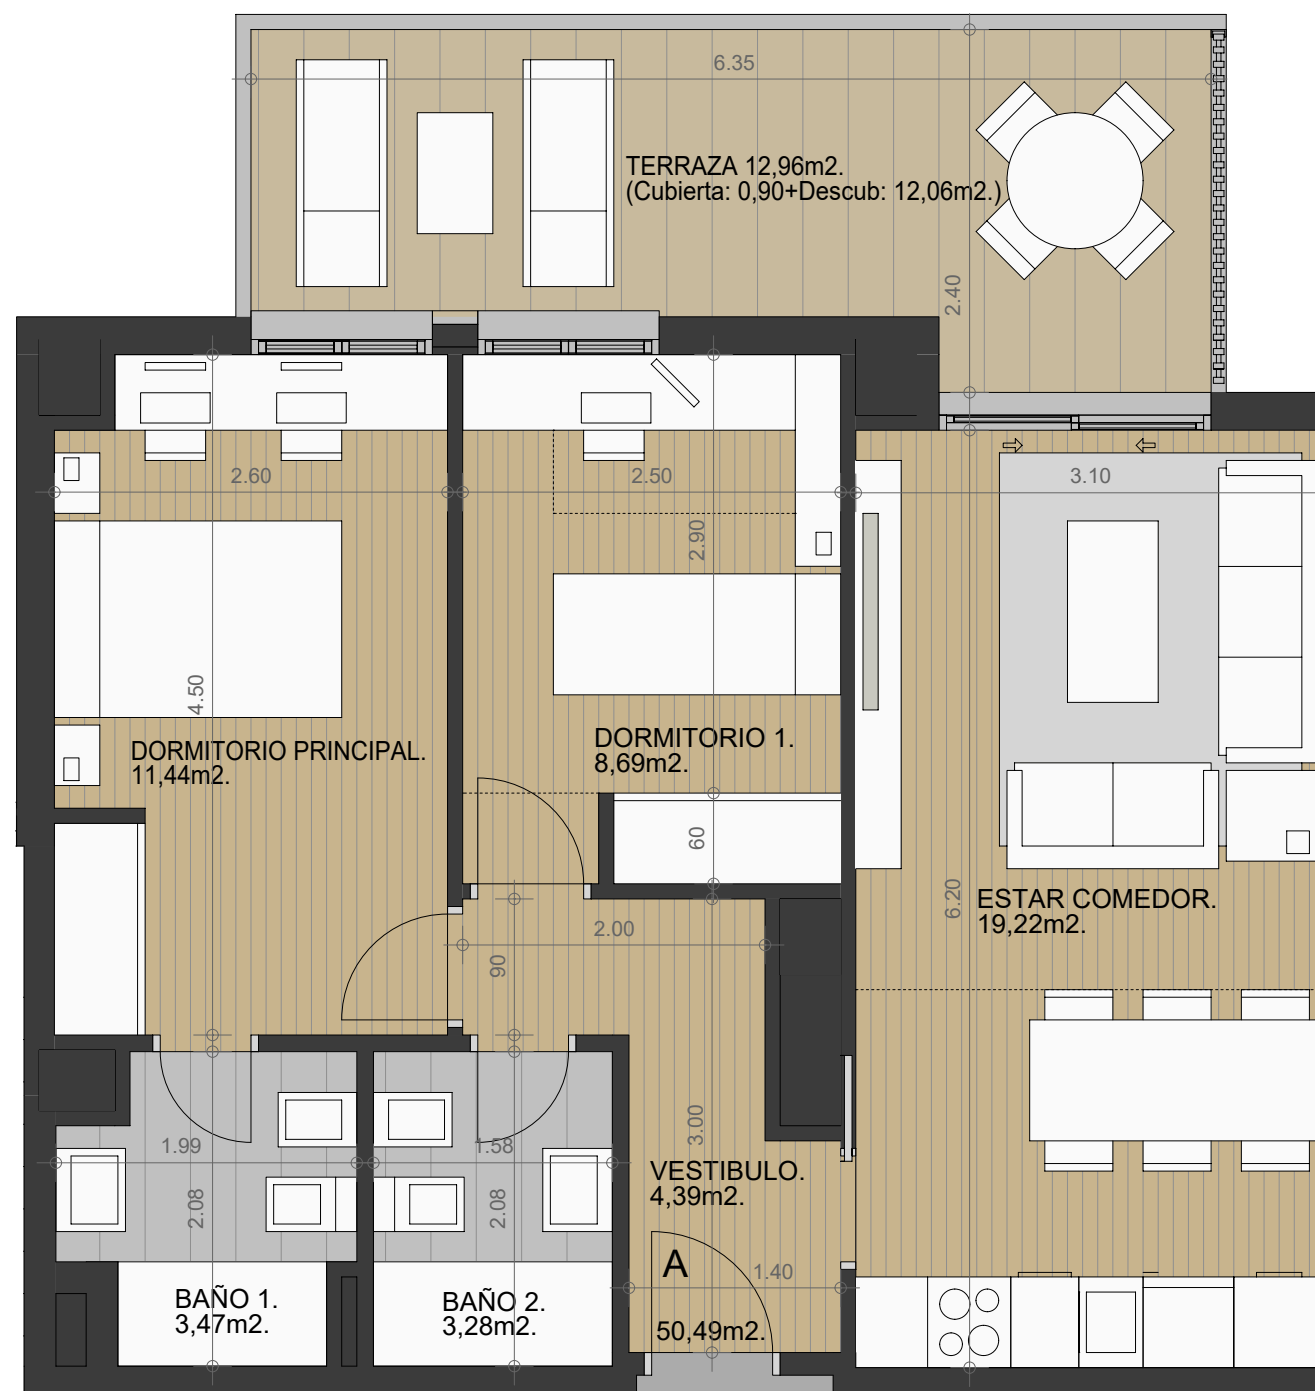 6.35
TERRAZA 12,96m2.
(Cubierta: 0,90+Descub: 12,06m2.)
2.40
2.60
2.50
3.10
2.90
4.50
DORMITORIO PRINCIPAL.
11,44m2.
DORMITORIO 1.
8,69m2.
60
6.20
ESTAR COMEDOR.
19,22m2.
2.00
90
3.00
1.99
1.58
VESTIBULO.
4,39m2.
2.08
2.08
A
1.40
BAÑO 1.
3,47m2.
BAÑO 2.
3,28m2.
50,49m2.